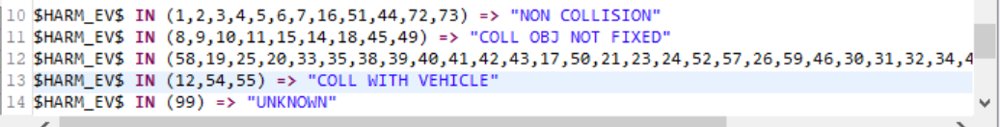 10 $HARM_EV$ IN (1,2,3,4,5,6,7,16,51,44,72,73) => "NON COLLISION"
11 $HARM_EV$ IN (8,9,10,11,15,14,18,45,49) => "COLL OBJ NOT FIXED"
12 $HARM_EV$ IN (58,19,25,20,33,35,38,39,40,41,42,43,17,50,21,23,24,52,57,26,59,46,30,31,32,34,4
13 $HARM_EV$ IN (12,54,55) => "COLL WITH VEHICLE"
14 $HARM_EV$ IN (99) => "UNKNOWN"